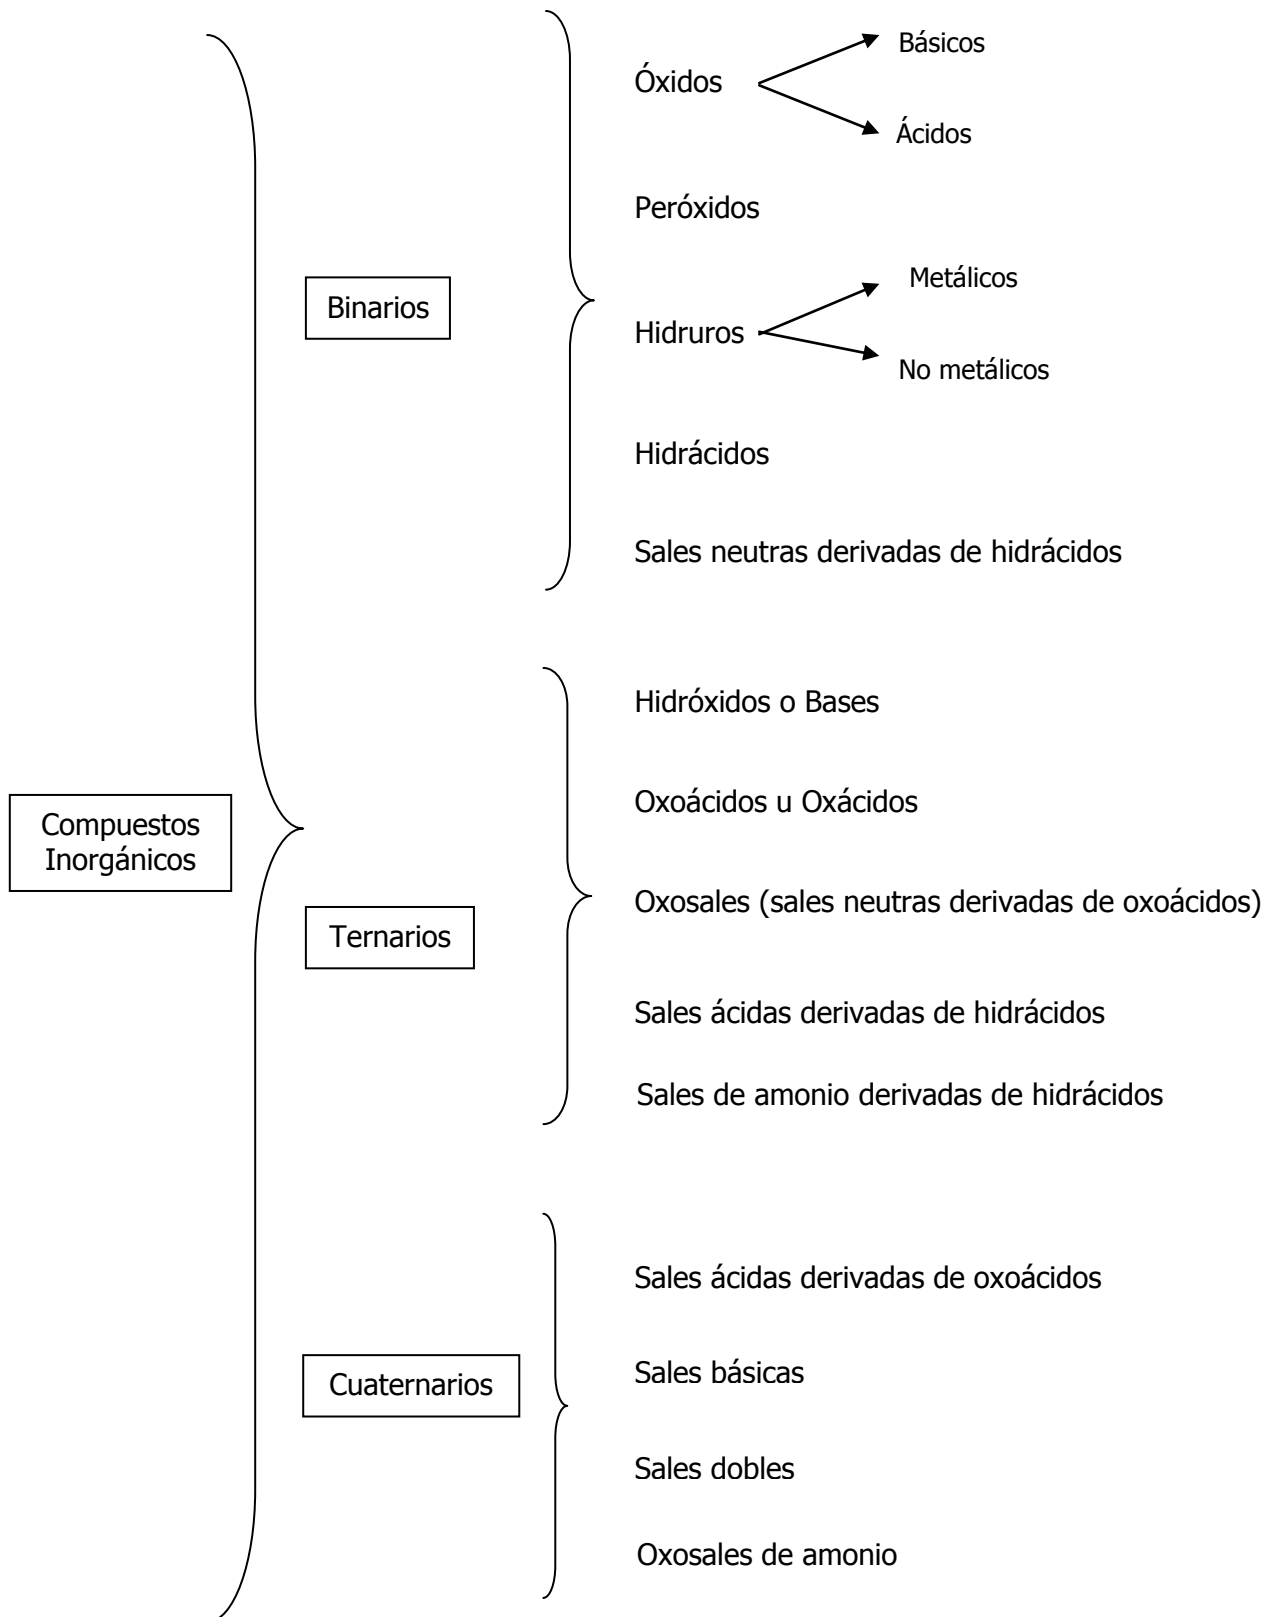 Básicos
Óxidos
Ácidos
Peróxidos
Metálicos
Binarios
Hidruros
No metálicos
Hidrácidos
Sales neutras derivadas de hidrácidos
Hidróxidos o Bases
Oxoácidos u Oxácidos
Compuestos
Inorgánicos
Oxosales (sales neutras derivadas de oxoácidos)
Ternarios
Sales ácidas derivadas de hidrácidos
Sales de amonio derivadas de hidrácidos
Sales ácidas derivadas de oxoácidos
Cuaternarios
Sales básicas
Sales dobles
Oxosales de amonio